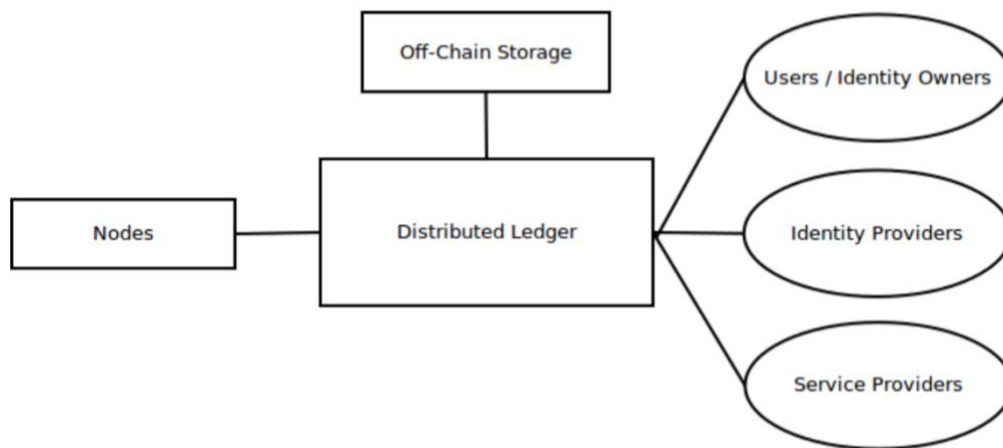 Off-Chain Storage
Users / Identity Owners
Nodes
Distributed Ledger
Identity Providers
Service Providers